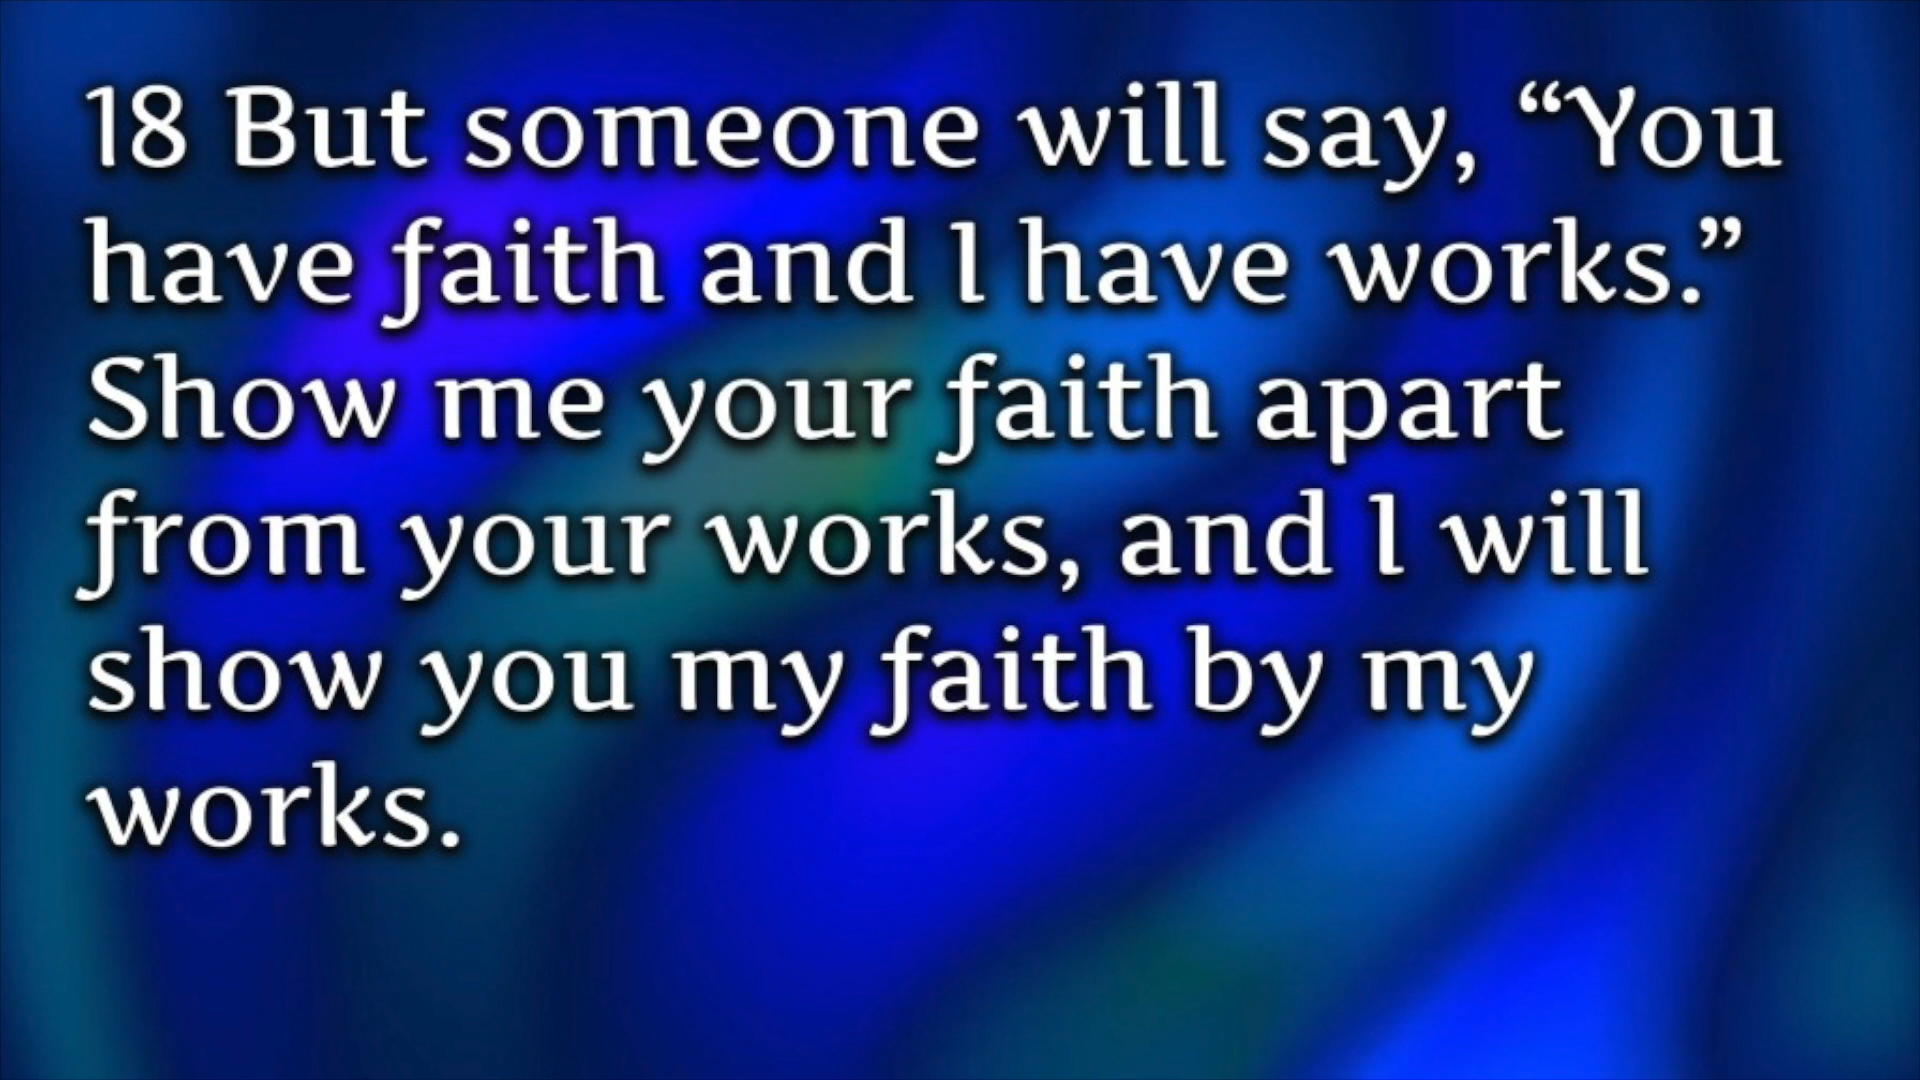 18 But someone will say, “You
have faith and I have works.”
Show me your faith apart
from your works, and I will
show you my faith by my
works.